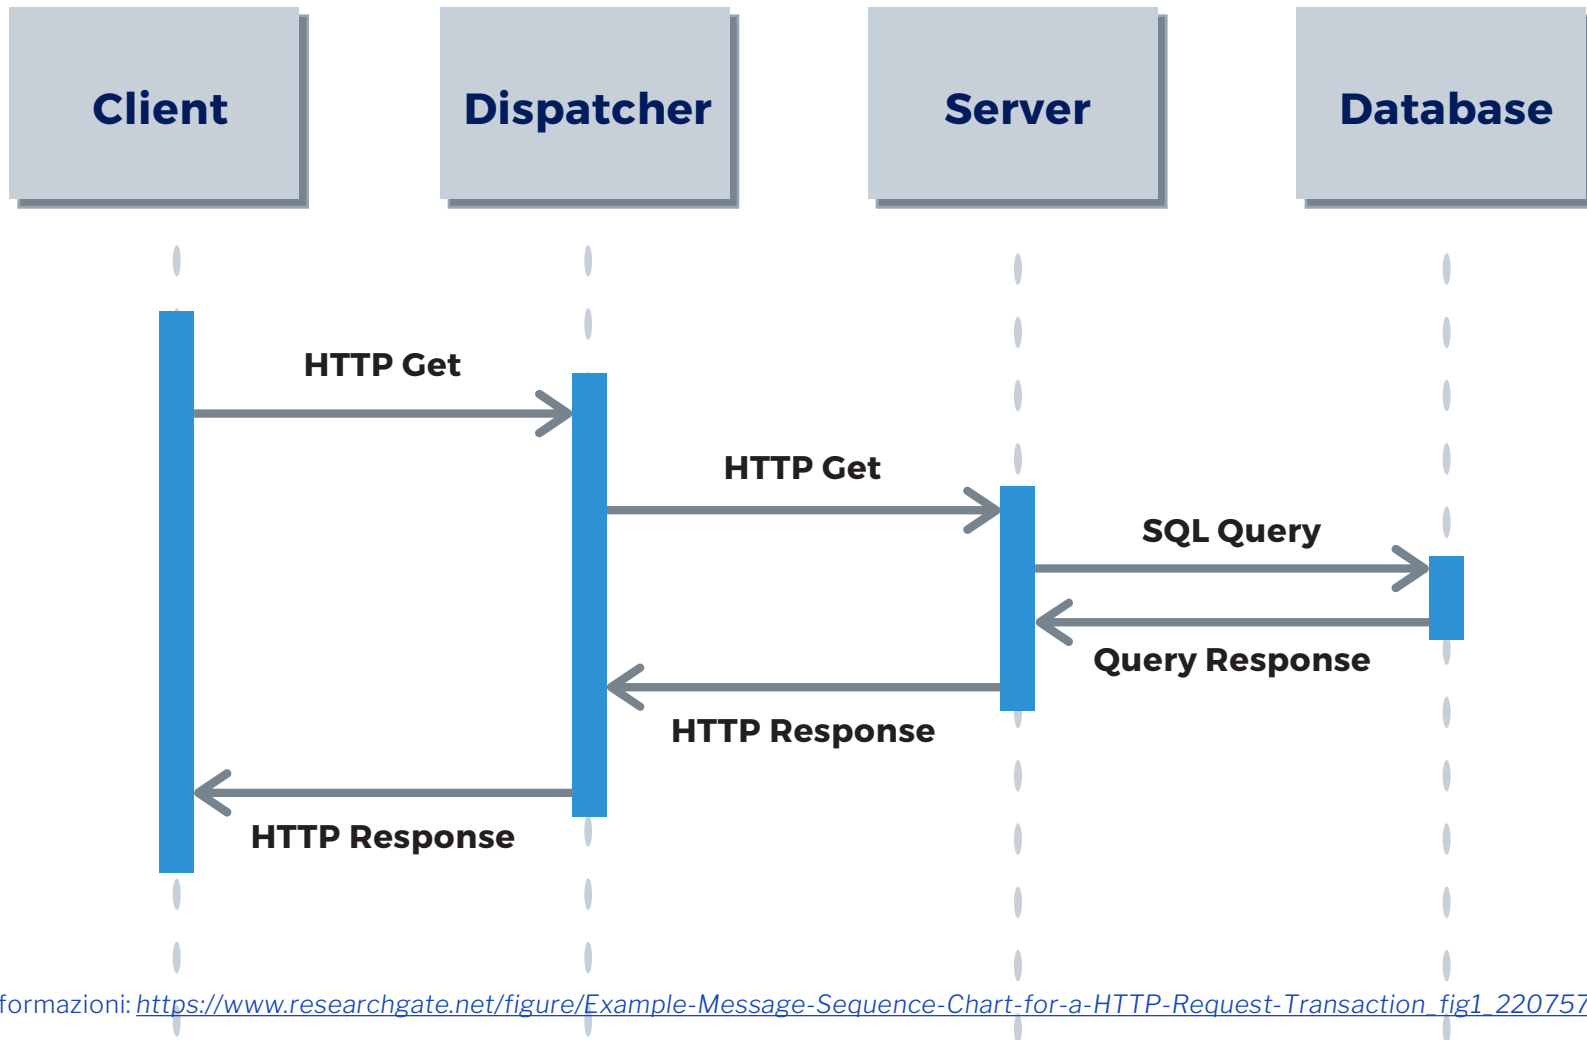 Client
Dispatcher
Server
Database
HTTP Get
HTTP Get
SQL Query
Query Response
HTTP Response
HTTP Response
formazioni: https://www.researchgate.net/figure/Example-Message-Sequence-Chart-for-a-HTTP-Request-Transaction_fig1_220757